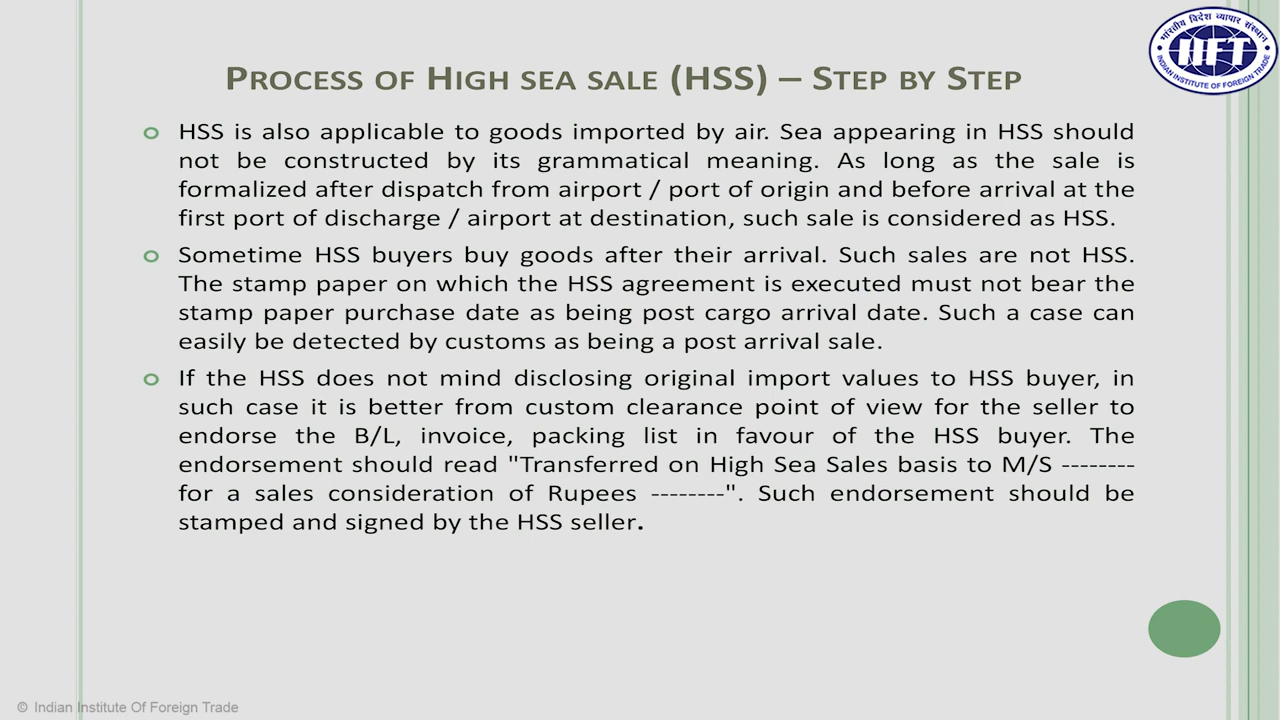 PROCESS OF HIGH SEA SALE (HSS) – STEP BY STEP
भारतीय विदेश व्यापार संस्थान
IIFT
INDIAN INSTITUTE OF FOREIGN TRADE
HSS is also applicable to goods imported by air. Sea appearing in HSS should
not be constructed by its grammatical meaning. As long as the sale is
formalized after dispatch from airport / port of origin and before arrival at the
first port of discharge / airport at destination, such sale is considered as HSS.
Sometime HSS buyers buy goods after their arrival. Such sales are not HSS.
The stamp paper on which the HSS agreement is executed must not bear the
stamp paper purchase date as being post cargo arrival date. Such a case can
easily be detected by customs as being a post arrival sale.
If the HSS does not mind disclosing original import values to HSS buyer, in
such case it is better from custom clearance point of view for the seller to
endorse the B/L, invoice, packing list in favour of the HSS buyer. The
endorsement should read "Transferred on High Sea Sales basis to M/S --------
for a sales consideration of Rupees --------". Such endorsement should be
stamped and signed by the HSS seller.
© Indian Institute Of Foreign Trade